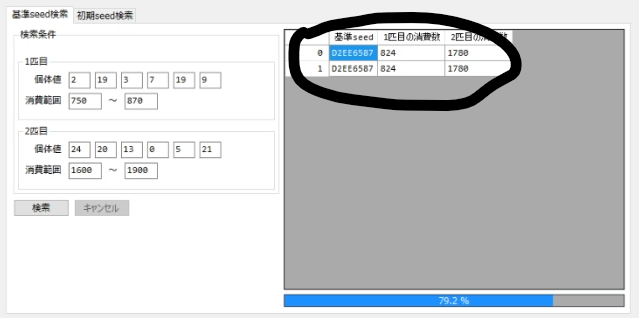 基準seed検索 初期seed検索
検索条件
1匹目
個体値 2 19 3 7 19 9
消費範囲 750 ～ 870
2匹目
個体値 24 20 13 0 5 21
消費範囲 1600 ～ 1900
検索 キャンセル
基準seed 1匹目の消費数 2匹目の消費数
0 D2EE6587 824 1780
1 D2EE6587 824 1780
79.2 %